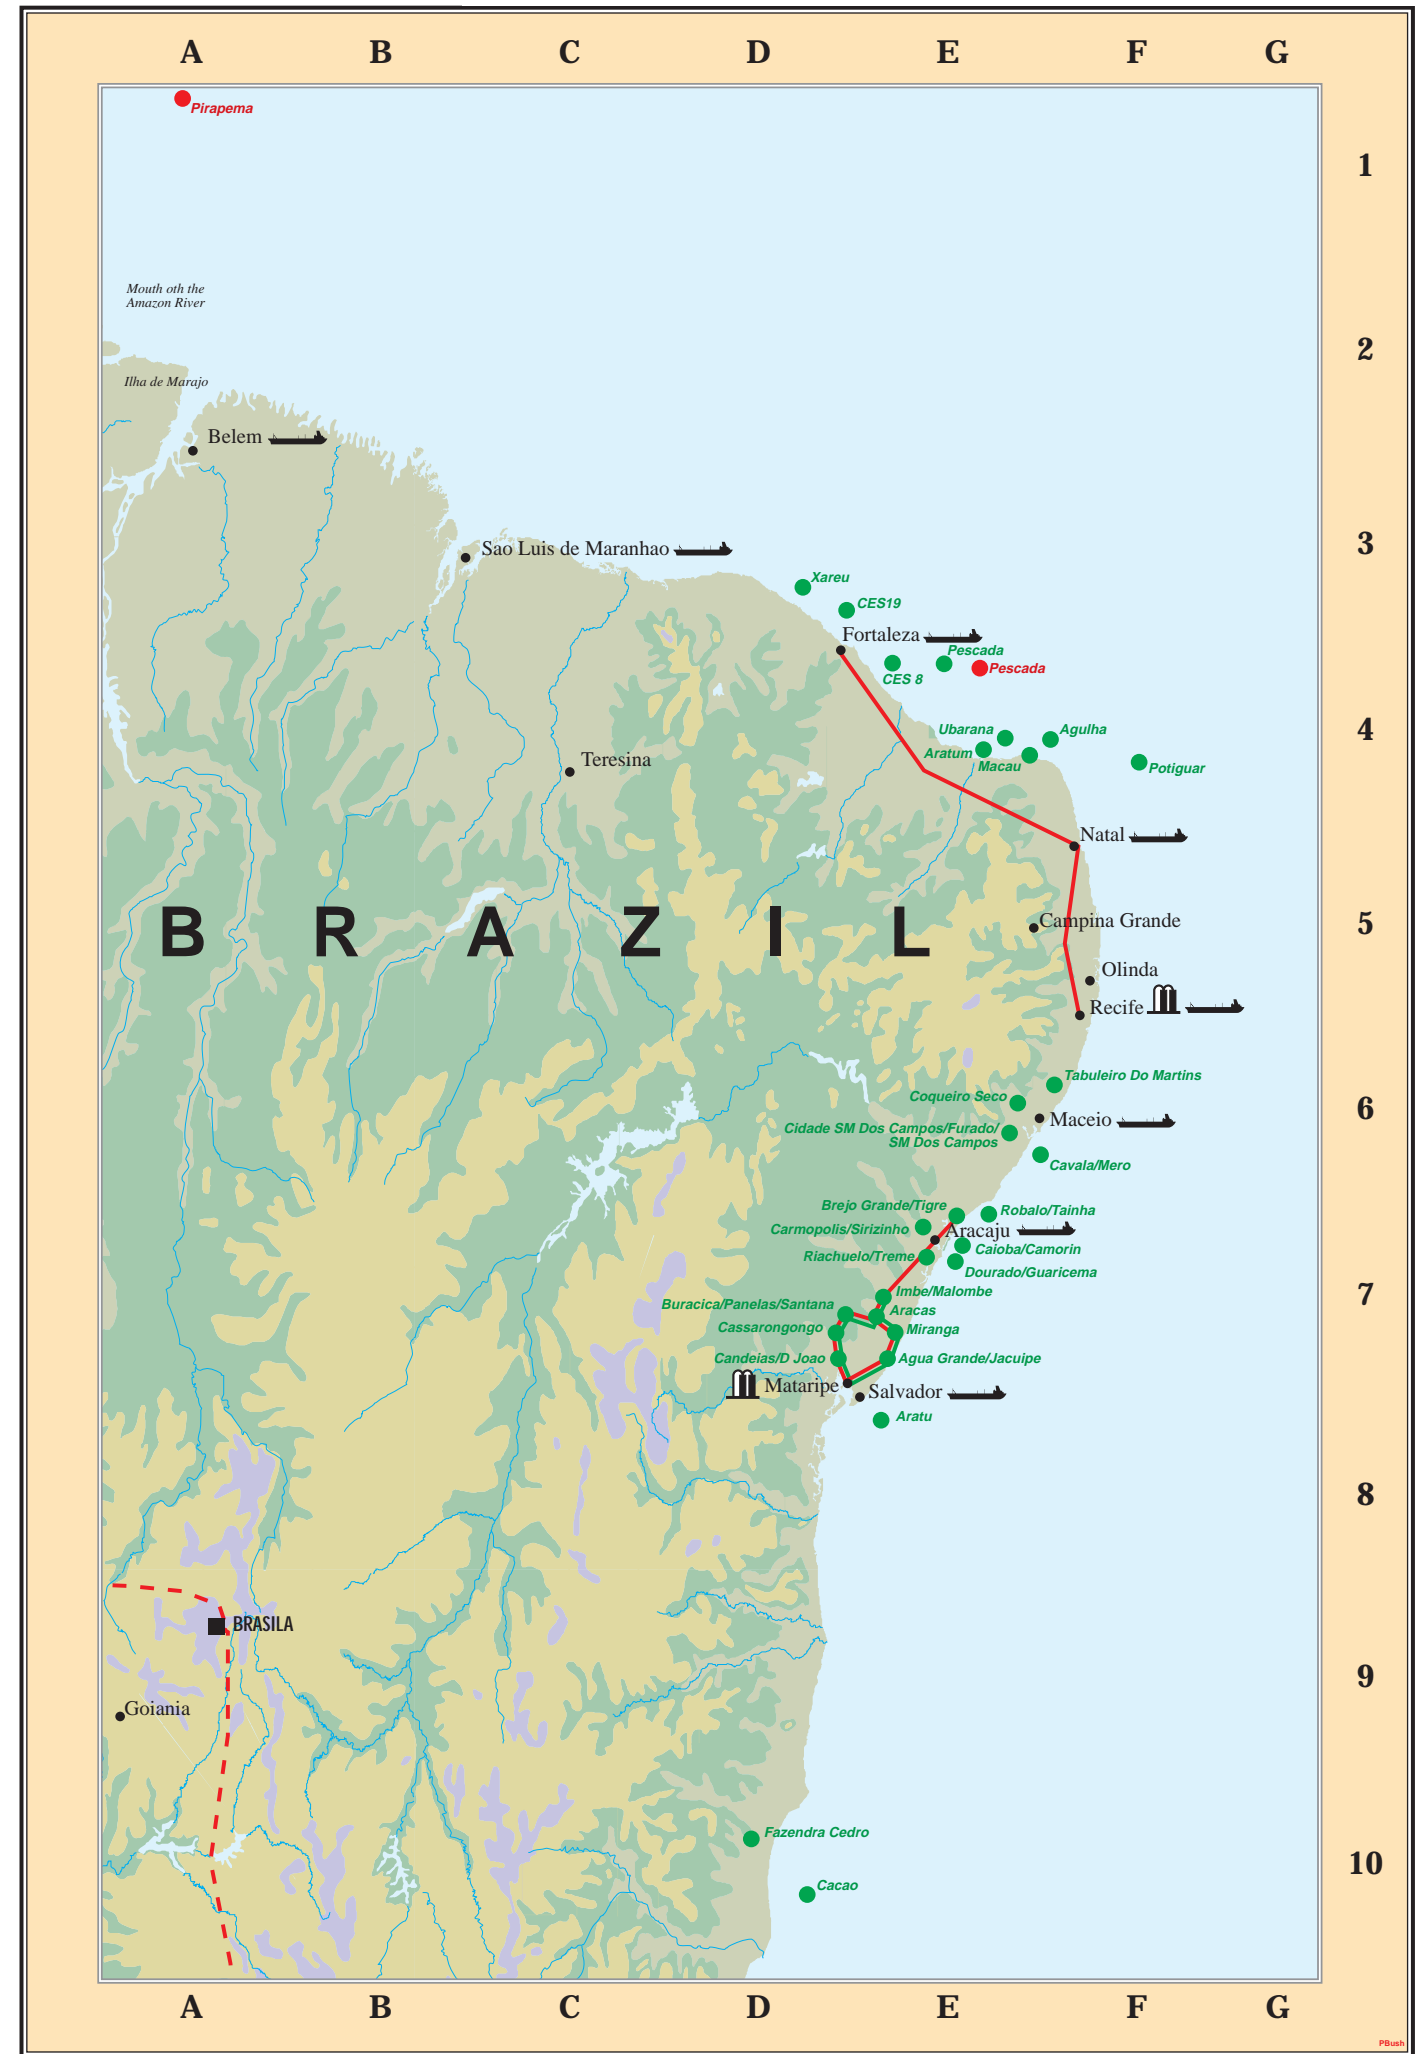 A B C D E F G
Pirapema
1
Mouth oth the
Amazon River
2
Ilha de Marajo
Belem
3
Sao Luis de Maranhao
Xareu
CES19
Fortaleza
Pescada
Pescada
CES 8
4
Ubarana
Agulha
Aratum
Macau
Potiguar
Teresina
Natal
5
BRAZIL
Campina Grande
Olinda
Recife
Tabuleiro Do Martins
Coqueiro Seco
6
Maceio
Cidade SM Dos Campos/Furado/
SM Dos Campos
Cavala/Mero
Brejo Grande/Tigre
Robalo/Tainha
Carmopolis/Sirizinho
Aracaju
Caioba/Camorin
Riachuelo/Treme
Dourado/Guaricema
7
Imbe/Malombe
Buracica/Panelas/Santana
Aracas
Cassarongongo
Miranga
Candeias/D Joao
Agua Grande/Jacuipe
Mataripe
Salvador
Aratu
8
BRASILA
9
Goiania
Fazendra Cedro
10
Cacao
A B C D E F G
PBush